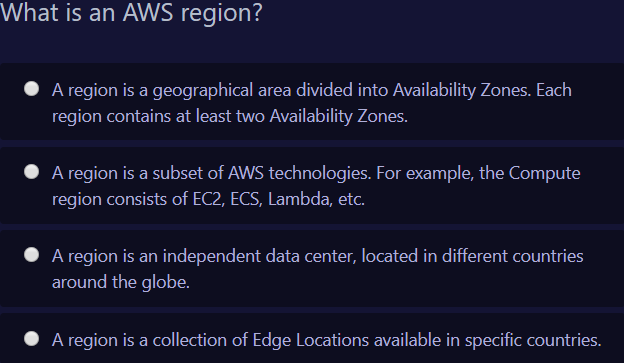 What is an AWS region?
A region is a geographical area divided into Availability Zones. Each
region contains at least two Availability Zones.
A region is a subset of AWS technologies. For example, the Compute
region consists of EC2, ECS, Lambda, etc.
A region is an independent data center, located in different countries
around the globe.
A region is a collection of Edge Locations available in specific countries.